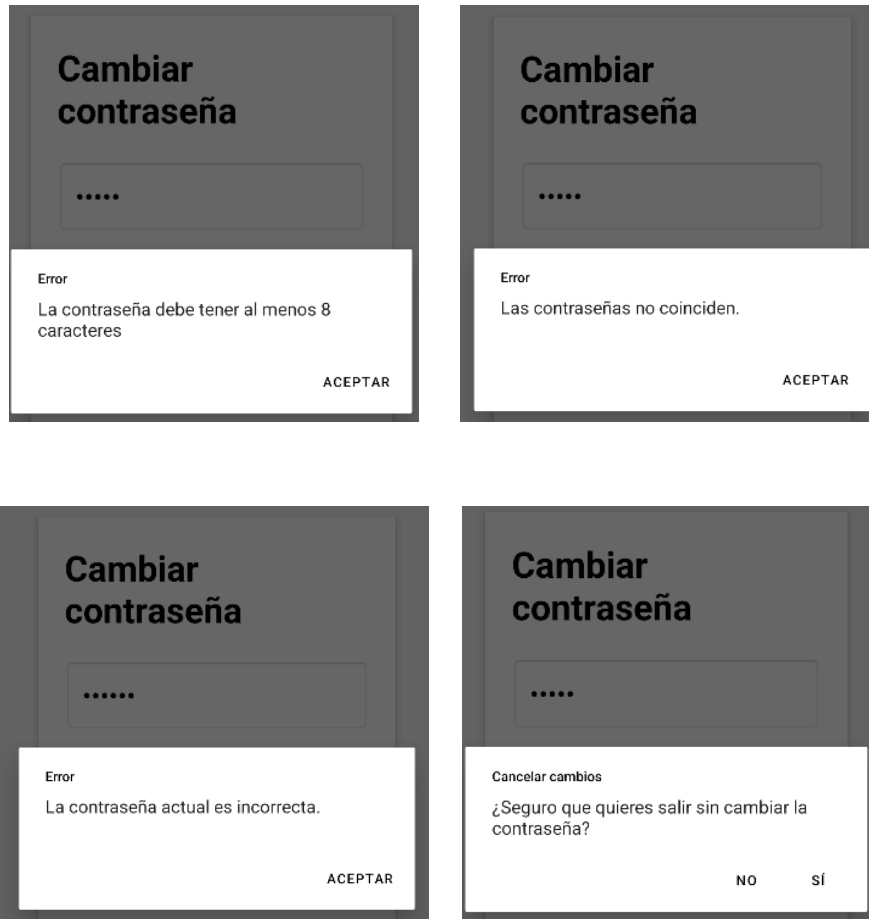 Cambiar
contraseña
•••••
Error
La contraseña debe tener al menos 8
caracteres
ACEPTAR
Cambiar
contraseña
•••••
Error
Las contraseñas no coinciden.
ACEPTAR
Cambiar
contraseña
••••••
Error
La contraseña actual es incorrecta.
ACEPTAR
Cambiar
contraseña
•••••
Cancelar cambios
¿Seguro que quieres salir sin cambiar la
contraseña?
NO SÍ